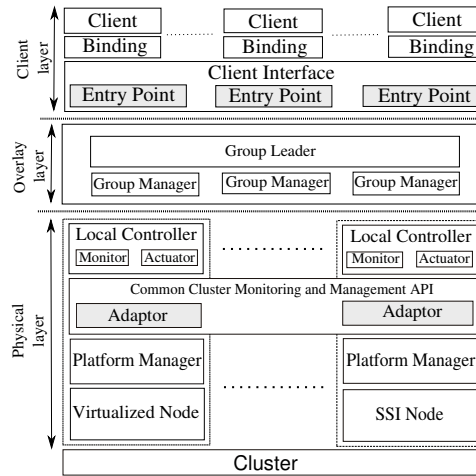 Client Client Client
Binding Binding Binding
Client Interface
Entry Point Entry Point Entry Point
Client
layer
Group Leader
Group Manager Group Manager Group Manager
Overlay
layer
Local Controller Local Controller
Monitor Actuator Monitor Actuator
Common Cluster Monitoring and Management API
Adaptor Adaptor
Platform Manager Platform Manager
Virtualized Node SSI Node
Physical
layer
Cluster